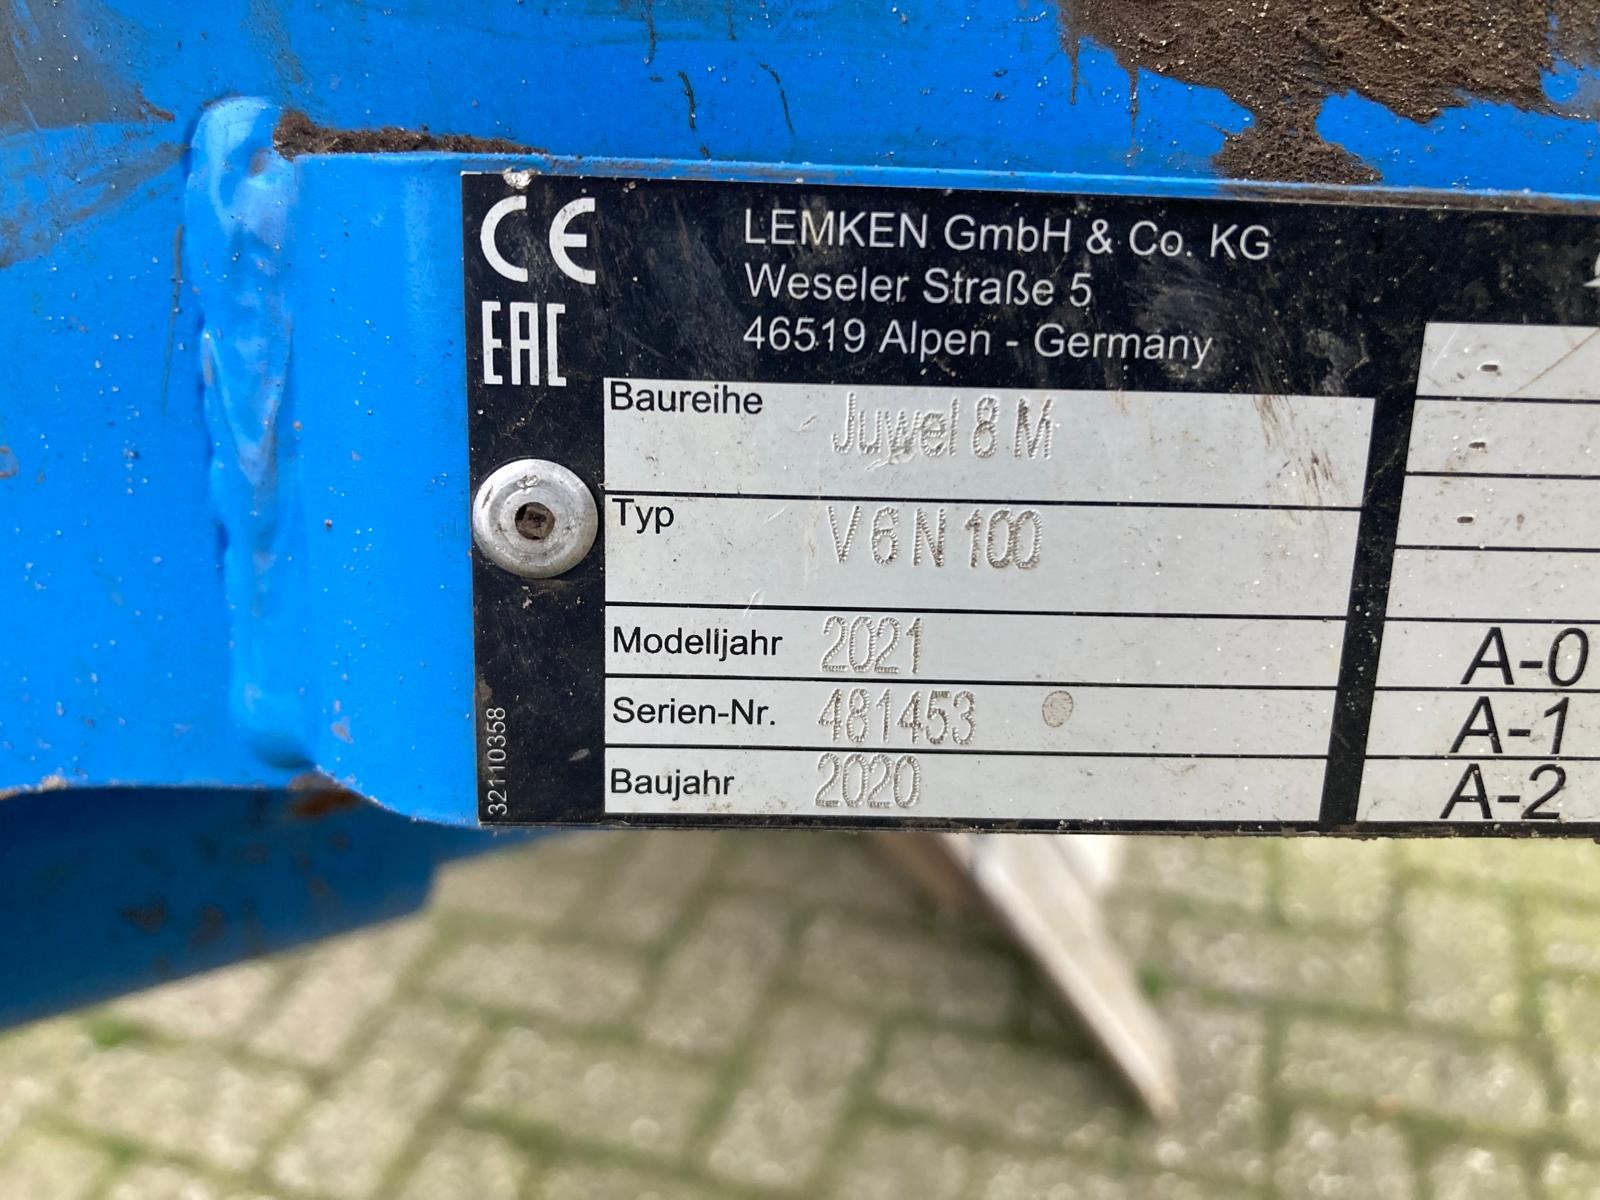 CE
EAC
LEMKEN GmbH & Co. KG
Weseler Straße 5
46519 Alpen - Germany
Baureihe Juwel 8 M
Typ V 6 N 100
Modelljahr 2021
Serien-Nr. 481453
Baujahr 2020
32110358
-
-
-
A-0
A-1
A-2